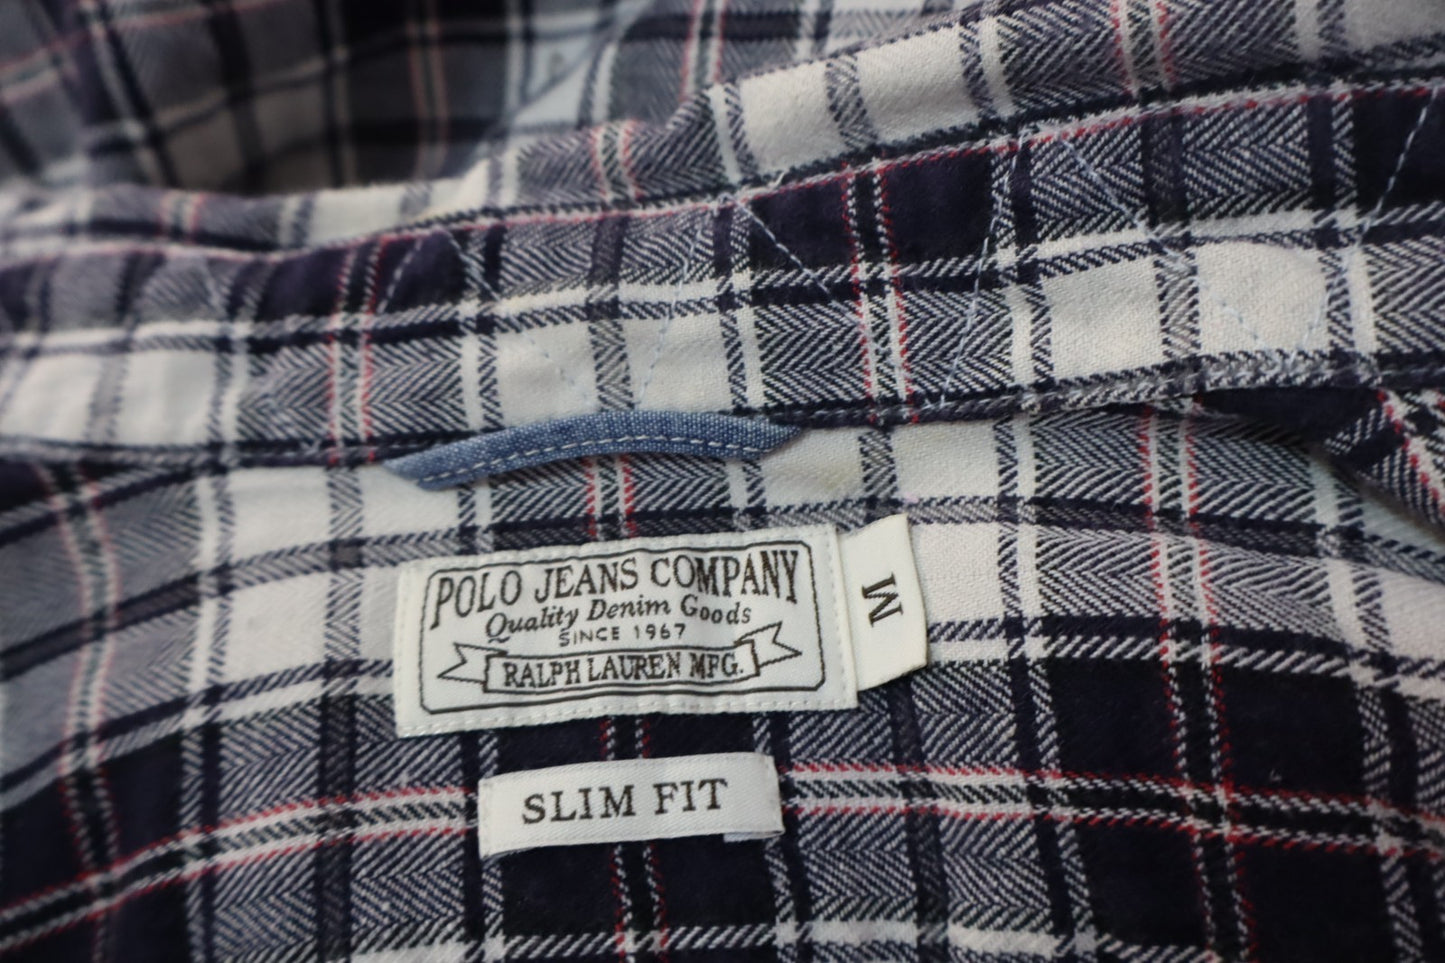 POLO JEANS COMPANY
Quality Denim Goods
SINCE 1967
RALPH LAUREN MFG.
M
SLIM FIT